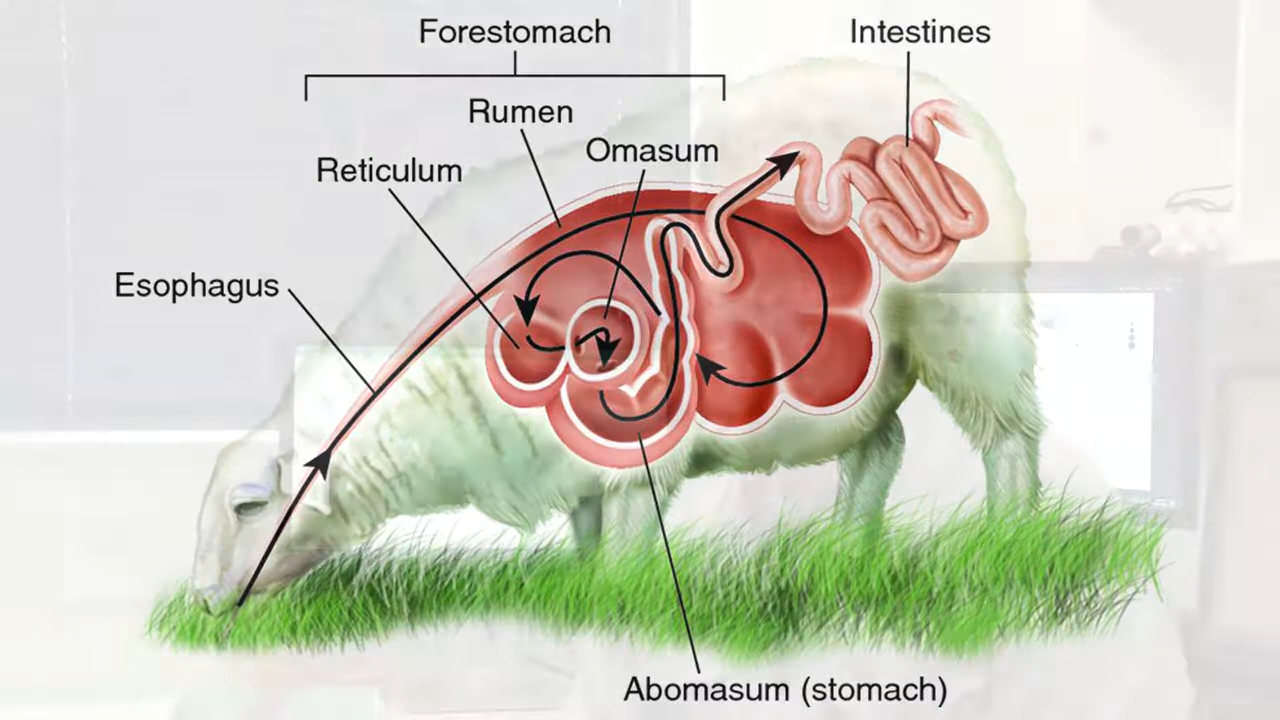 Forestomach
Intestines
Rumen
Omasum
Reticulum
Esophagus
Abomasum (stomach)